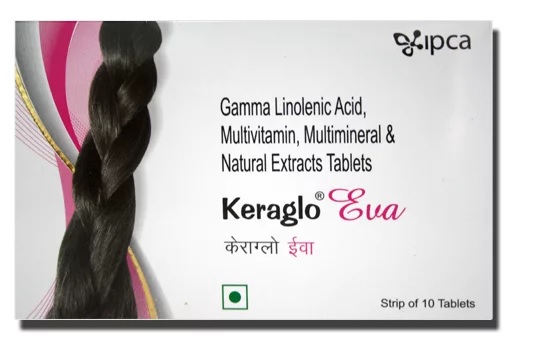 ipca
Gamma Linolenic Acid,
Multivitamin, Multimineral &
Natural Extracts Tablets
Keraglo® Eva
केराग्लो ईवा
Strip of 10 Tablets